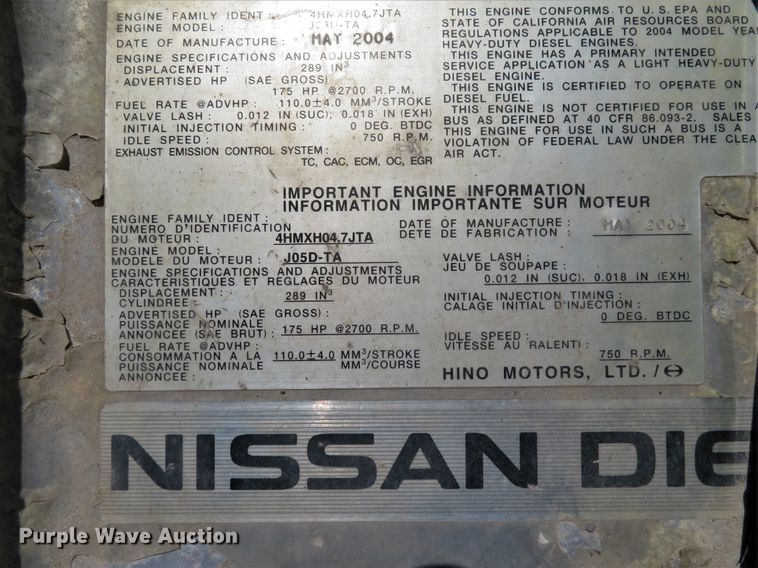 ENGINE FAMILY IDENT : 4HMXH04.7JTA
ENGINE MODEL : J05D-TA
DATE OF MANUFACTURE : MAY 2004
ENGINE SPECIFICATIONS AND ADJUSTMENTS
DISPLACEMENT : 289 IN³
ADVERTISED HP (SAE GROSS) :
175 HP @2700 R.P.M.
FUEL RATE @ADVHP : 110.0±4.0 MM³/STROKE
VALVE LASH : 0.012 IN (SUC), 0.018 IN (EXH)
INITIAL INJECTION TIMING : 0 DEG. BTDC
IDLE SPEED : 750 R.P.M.
EXHAUST EMISSION CONTROL SYSTEM :
TC, CAC, ECM, OC, EGR
THIS ENGINE CONFORMS TO U.S. EPA AND
STATE OF CALIFORNIA AIR RESOURCES BOARD
REGULATIONS APPLICABLE TO 2004 MODEL YEA
HEAVY-DUTY DIESEL ENGINES.
THIS ENGINE HAS A PRIMARY INTENDED
SERVICE APPLICATION AS A LIGHT HEAVY-DUTY
DIESEL ENGINE.
THIS ENGINE IS CERTIFIED TO OPERATE ON
DIESEL FUEL.
THIS ENGINE IS NOT CERTIFIED FOR USE IN A
BUS AS DEFINED AT 40 CFR 86.093-2. SALES
THIS ENGINE FOR USE IN SUCH A BUS IS A
VIOLATION OF FEDERAL LAW UNDER THE CLEA
AIR ACT.
IMPORTANT ENGINE INFORMATION
INFORMATION IMPORTANTE SUR MOTEUR
ENGINE FAMILY IDENT :
NUMERO D'IDENTIFICATION
DU MOTEUR : 4HMXH04.7JTA
ENGINE MODEL :
MODELE DU MOTEUR : J05D-TA
ENGINE SPECIFICATIONS AND ADJUSTMENTS
CARACTERISTIQUES ET REGLAGES DU MOTEUR
DISPLACEMENT :
CYLINDREE : 289 IN³
ADVERTISED HP (SAE GROSS) :
PUISSANCE NOMINALE
ANNONCEE (SAE BRUT) : 175 HP @2700 R.P.M.
FUEL RATE @ADVHP :
CONSOMMATION A LA 110.0±4.0 MM³/STROKE
PUISSANCE NOMINALE MM³/COURSE
ANNONCEE :
DATE OF MANUFACTURE : MAY 2004
DETE DE FABRICATION :
VALVE LASH :
JEU DE SOUPAPE :
0.012 IN (SUC), 0.018 IN (EXH)
INITIAL INJECTION TIMING :
CALAGE INITIAL D'INJECTION :
0 DEG. BTDC
IDLE SPEED :
VITESSE AU RALENTI : 750 R.P.M.
HINO MOTORS, LTD. /
NISSAN DIE
Purple Wave Auction